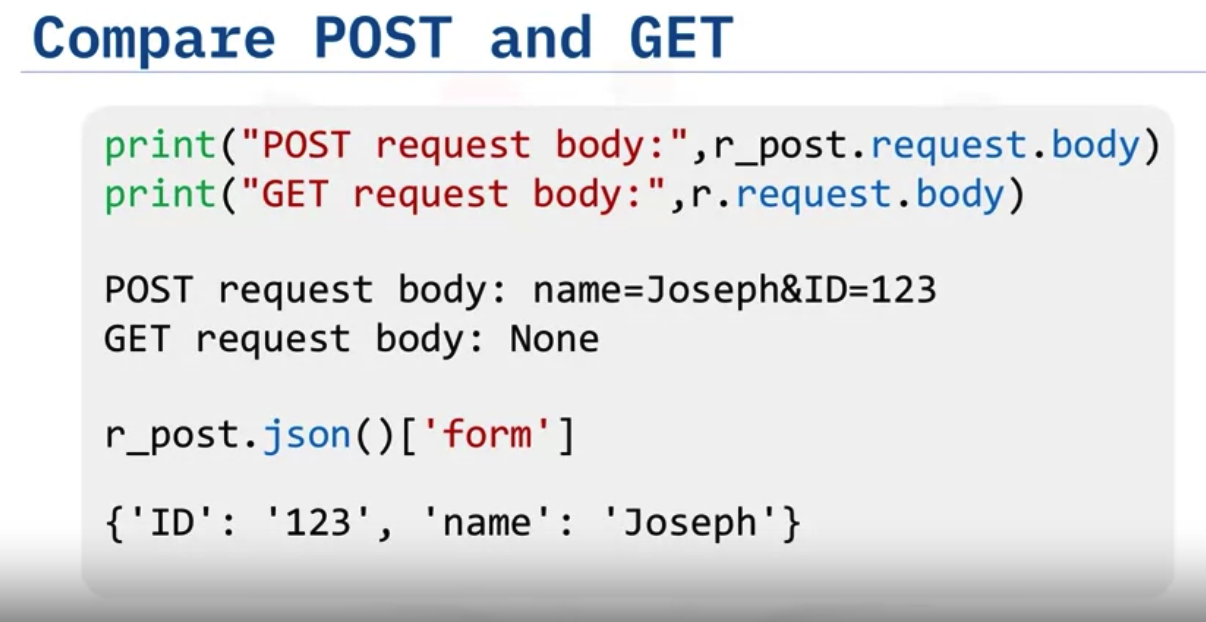 Compare POST and GET
print("POST request body:",r_post.request.body)
print("GET request body:",r.request.body)
POST request body: name=Joseph&ID=123
GET request body: None
r_post.json()['form']
{'ID': '123', 'name': 'Joseph'}